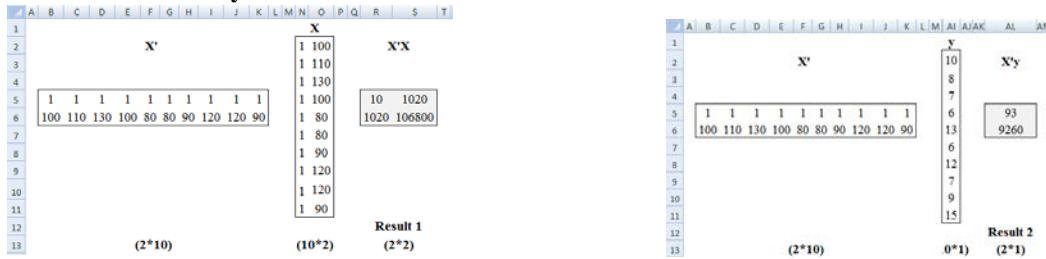 A B C D E F G H I J K L M N O P Q R S T
1 X
2 X' 1 100 X'X
3 1 110
4 1 130
5 1 1 1 1 1 1 1 1 1 1 1 100 10 1020
6 100 110 130 100 80 80 90 120 120 90 1 80 1020 106800
7 1 80
8 1 90
9 1 120
10 1 120
11 1 90
12 Result 1
13 (2*10) (10*2) (2*2)
A B C D E F G H I J K L M AI AJ AK AL
1 y
2 X' 10 X'y
3 8
4 7
5 1 1 1 1 1 1 1 1 1 1 6 93
6 100 110 130 100 80 80 90 120 120 90 13 9260
7 6
8 12
9 7
10 9
11 15
12 Result 2
13 (2*10) 0*1) (2*1)